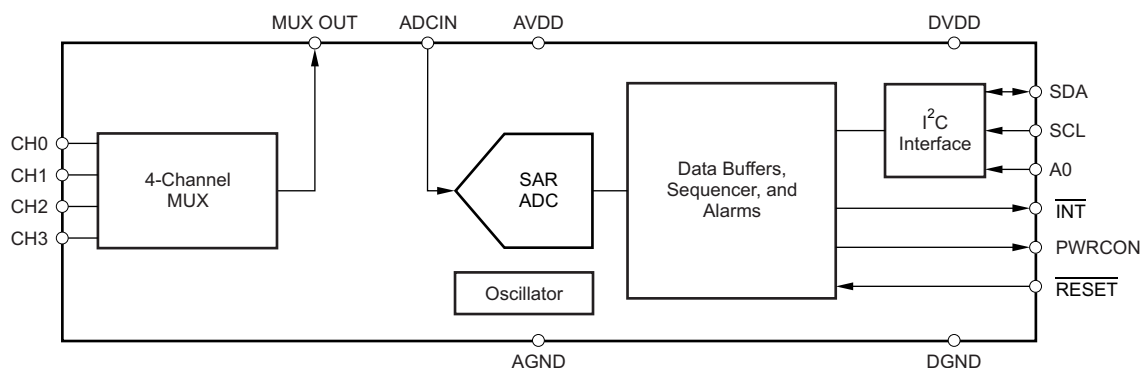 MUX OUT
ADCIN
AVDD
DVDD
CH0
CH1
CH2
CH3
4-Channel
MUX
SAR
ADC
Oscillator
Data Buffers,
Sequencer, and
Alarms
I²C
Interface
SDA
SCL
A0
INT
PWRCON
RESET
AGND
DGND